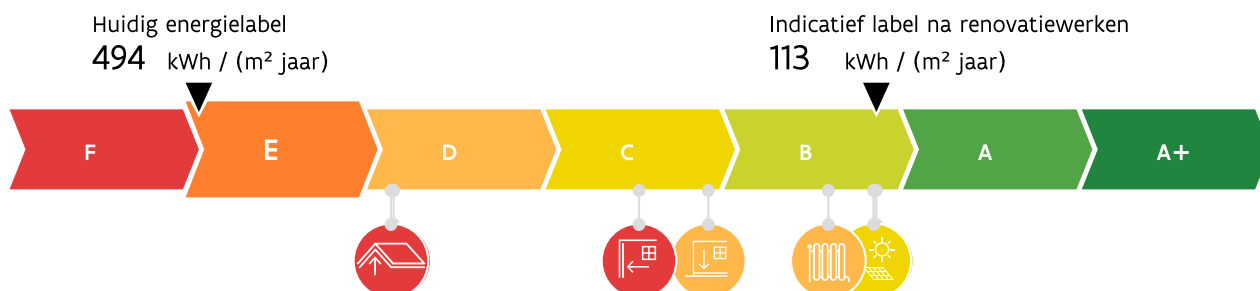 Huidig energielabel
494 kWh / (m² jaar)
Indicatief label na renovatiewerken
113 kWh / (m² jaar)
F E D C B A A+